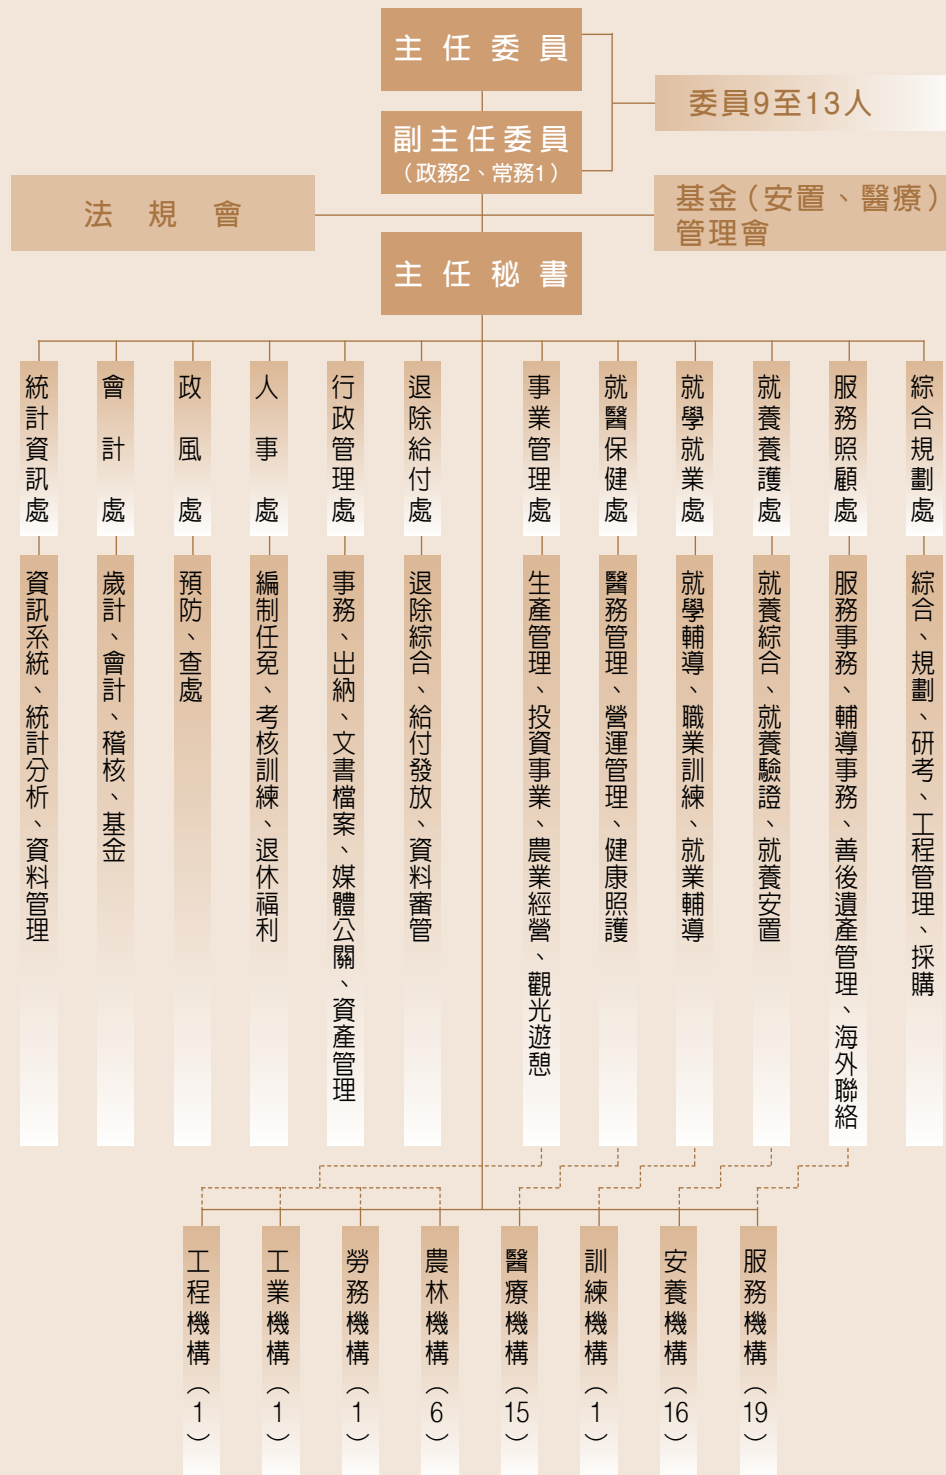 主任委員
委員9至13人
副主任委員
（政務2、常務1）
法規會
基金（安置、醫療）
管理會
主任秘書
統計資訊處
會計處
政風處
人事處
行政管理處
退除給付處
事業管理處
就醫保健處
就學就業處
就養養護處
服務照顧處
綜合規劃處
資訊系統、統計分析、資料管理
歲計、會計、稽核、基金
預防、查處
編制任免、考核訓練、退休福利
事務、出納、文書檔案、媒體公關、資產管理
退除綜合、給付發放、資料審管
生產管理、投資事業、農業經營、觀光遊憩
醫務管理、營運管理、健康照護
就學輔導、職業訓練、就業輔導
就養綜合、就養驗證、就養安置
服務事務、輔導事務、善後遺產管理、海外聯絡
綜合、規劃、研考、工程管理、採購
工程機構（1）
工業機構（1）
勞務機構（1）
農林機構（6）
醫療機構（15）
訓練機構（1）
安養機構（16）
服務機構（19）